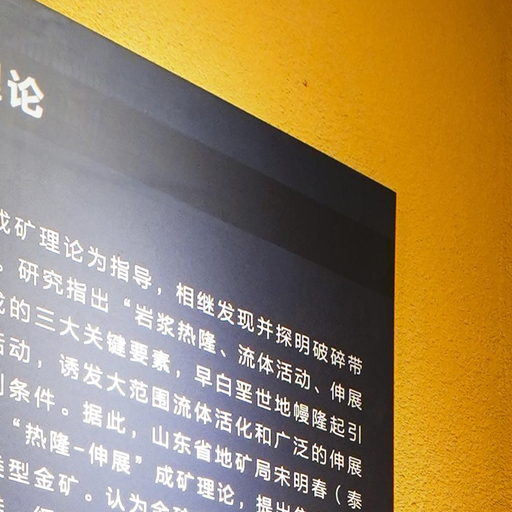 论
成矿理论为指导，相继发现并探明破碎带
。研究指出“岩浆热隆、流体活动、伸展
成的三大关键要素，早白垩世地幔隆起引
活动，诱发大范围流体活化和广泛的伸展
条件。据此，山东省地矿局宋明春（泰
“热隆-伸展”成矿理论，提出
类型金矿。认为金矿